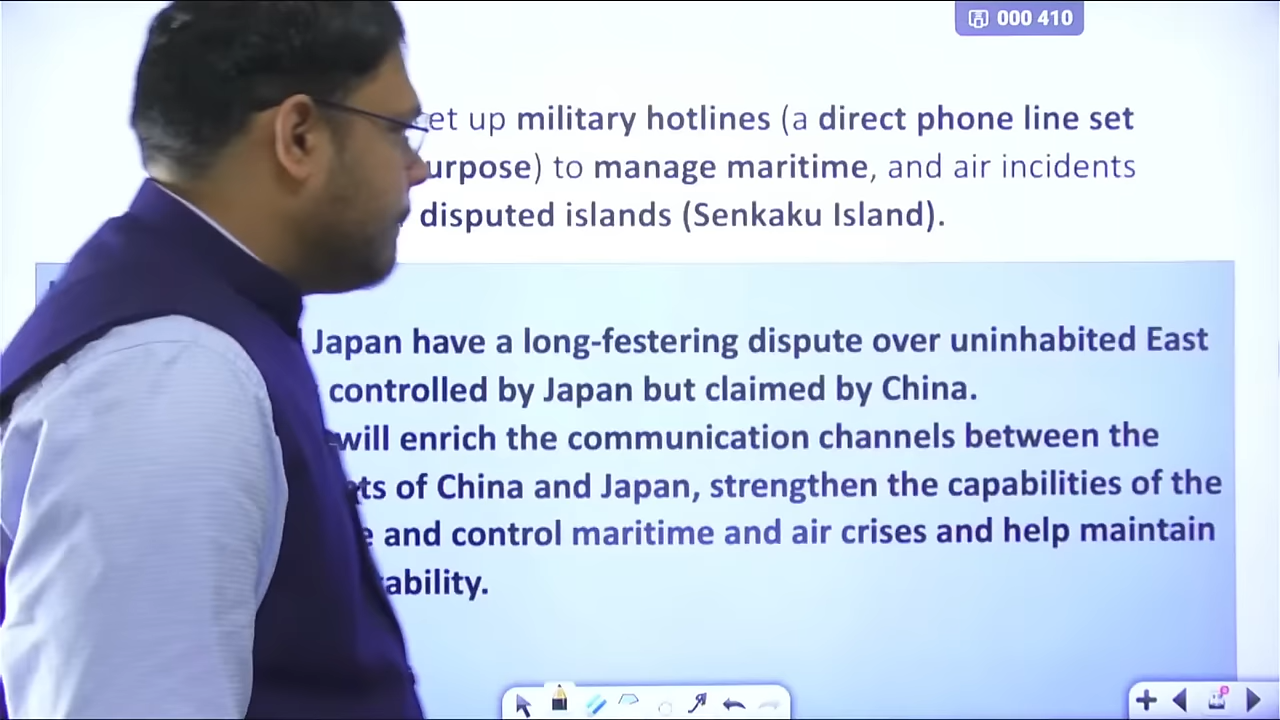 000 410
et up military hotlines (a direct phone line set
urpose) to manage maritime, and air incidents
disputed islands (Senkaku Island).
Japan have a long-festering dispute over uninhabited East
controlled by Japan but claimed by China.
will enrich the communication channels between the
ts of China and Japan, strengthen the capabilities of the
e and control maritime and air crises and help maintain
ability.